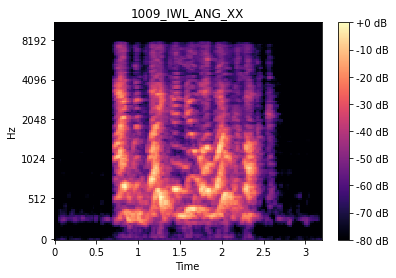 1009_IWL_ANG_XX
+0 dB
8192
-10 dB
4096
-20 dB
-30 dB
2048
Hz
-40 dB
1024
-50 dB
512
-60 dB
-70 dB
0
-80 dB
0 0.5 1 1.5 2 2.5 3
Time